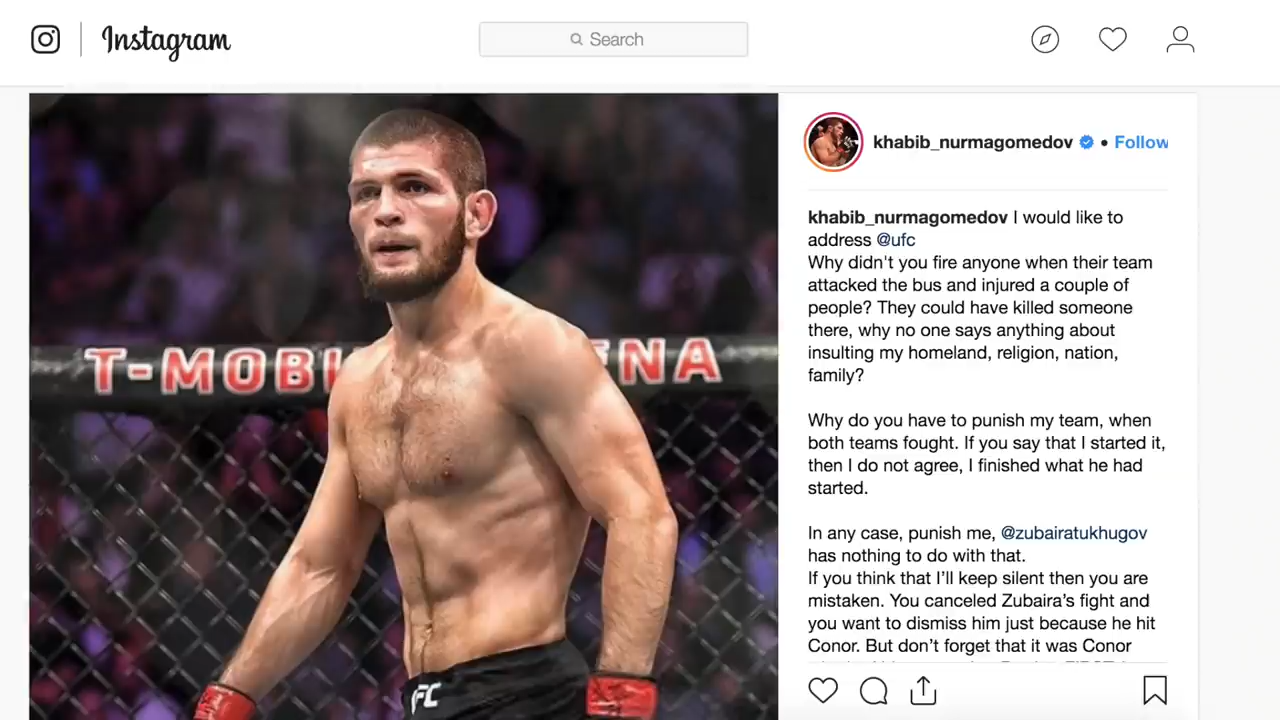 Instagram
Search
khabib_nurmagomedov • Follow
khabib_nurmagomedov I would like to
address @ufc
Why didn't you fire anyone when their team
attacked the bus and injured a couple of
people? They could have killed someone
there, why no one says anything about
insulting my homeland, religion, nation,
family?
Why do you have to punish my team, when
both teams fought. If you say that I started it,
then I do not agree, I finished what he had
started.
In any case, punish me, @zubairatukhugov
has nothing to do with that.
If you think that I’ll keep silent then you are
mistaken. You canceled Zubaira’s fight and
you want to dismiss him just because he hit
Conor. But don’t forget that it was Conor
T-MOBI ENA
UFC